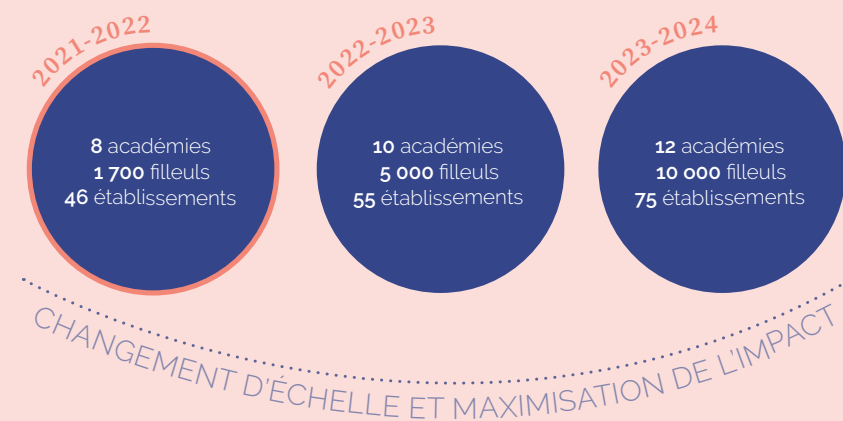 2021-2022
8 académies
1 700 filleuls
46 établissements
2022-2023
10 académies
5 000 filleuls
55 établissements
2023-2024
12 académies
10 000 filleuls
75 établissements
CHANGEMENT D'ÉCHELLE ET MAXIMISATION DE L'IMPACT